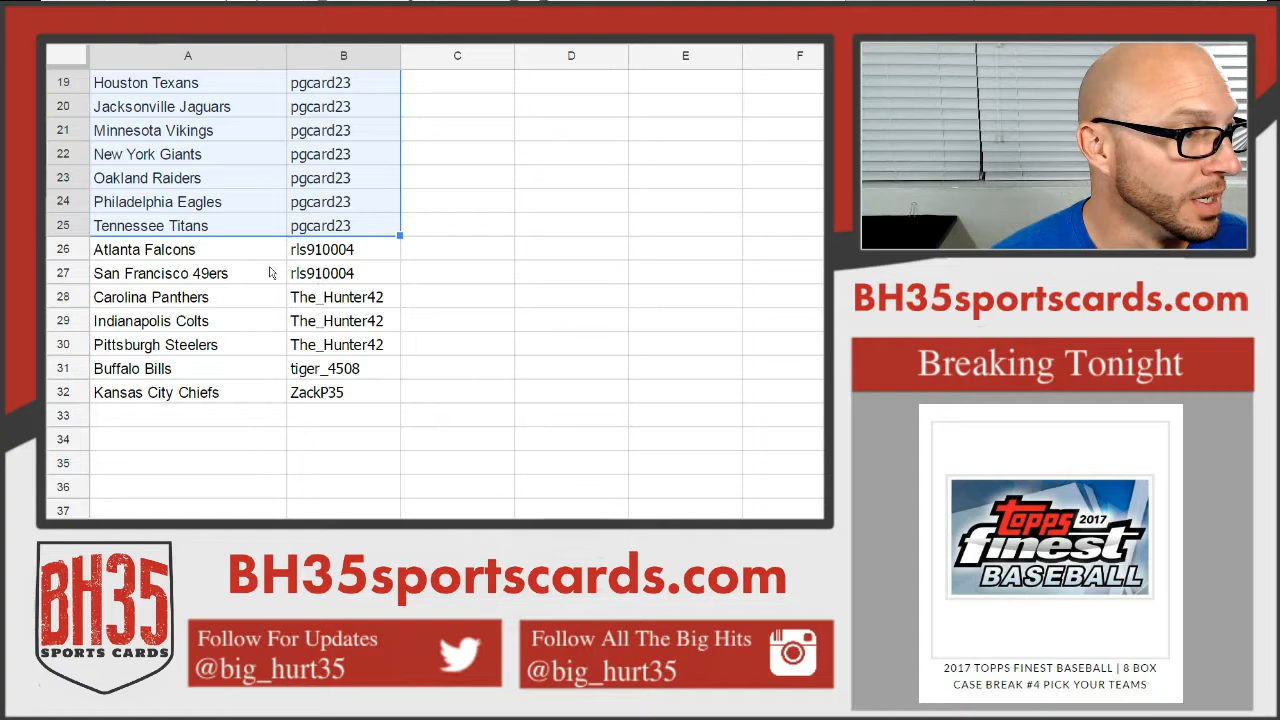 A B C D E F
19 Houston Texans pgcard23
20 Jacksonville Jaguars pgcard23
21 Minnesota Vikings pgcard23
22 New York Giants pgcard23
23 Oakland Raiders pgcard23
24 Philadelphia Eagles pgcard23
25 Tennessee Titans pgcard23
26 Atlanta Falcons rls910004
27 San Francisco 49ers rls910004
28 Carolina Panthers The_Hunter42
29 Indianapolis Colts The_Hunter42
30 Pittsburgh Steelers The_Hunter42
31 Buffalo Bills tiger_4508
32 Kansas City Chiefs ZackP35
33
34
35
36
37
BH35sportscards.com
Breaking Tonight
topps 2017
finest
BASEBALL
2017 TOPPS FINEST BASEBALL | 8 BOX
CASE BREAK #4 PICK YOUR TEAMS
BH35
SPORTS CARDS
BH35sportscards.com
Follow For Updates
@big_hurt35
Follow All The Big Hits
@big_hurt35